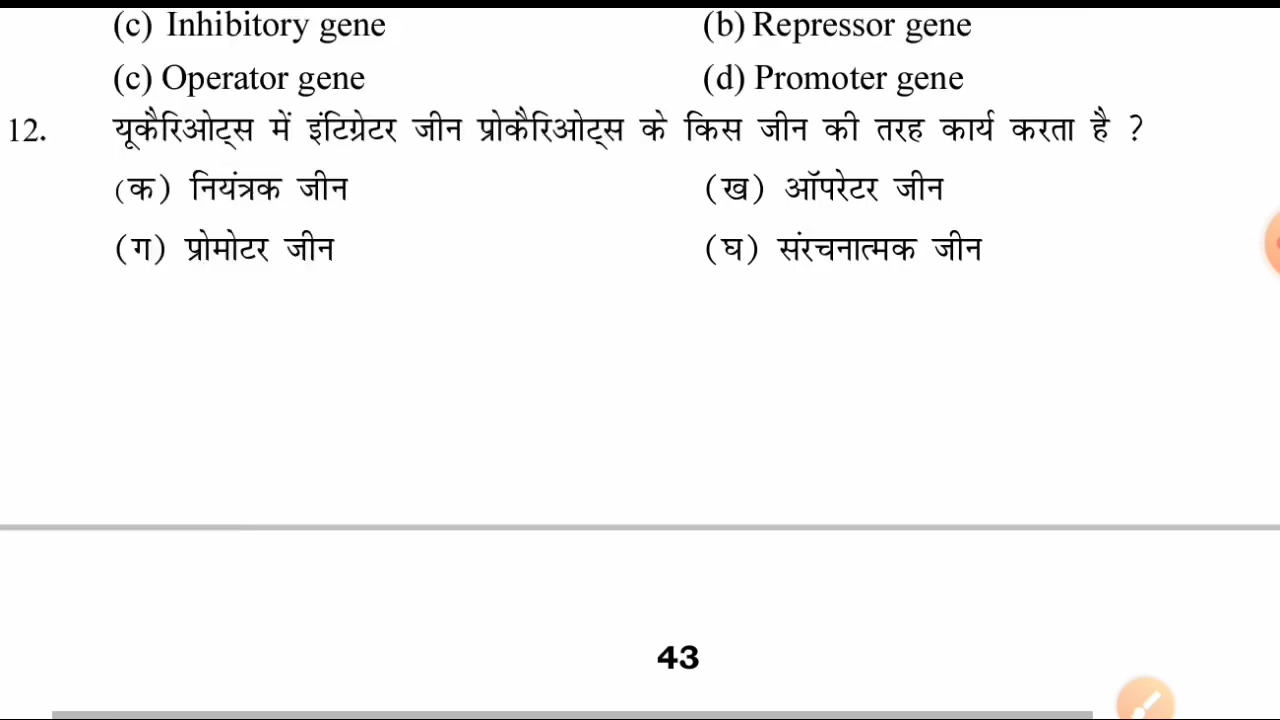 (c) Inhibitory gene (b) Repressor gene
(c) Operator gene (d) Promoter gene
12. यूकैरिओट्स में इंटिग्रेटर जीन प्रोकैरिओट्स के किस जीन की तरह कार्य करता है ?
(क) नियंत्रक जीन (ख) ऑपरेटर जीन
(ग) प्रोमोटर जीन (घ) संरचनात्मक जीन
43